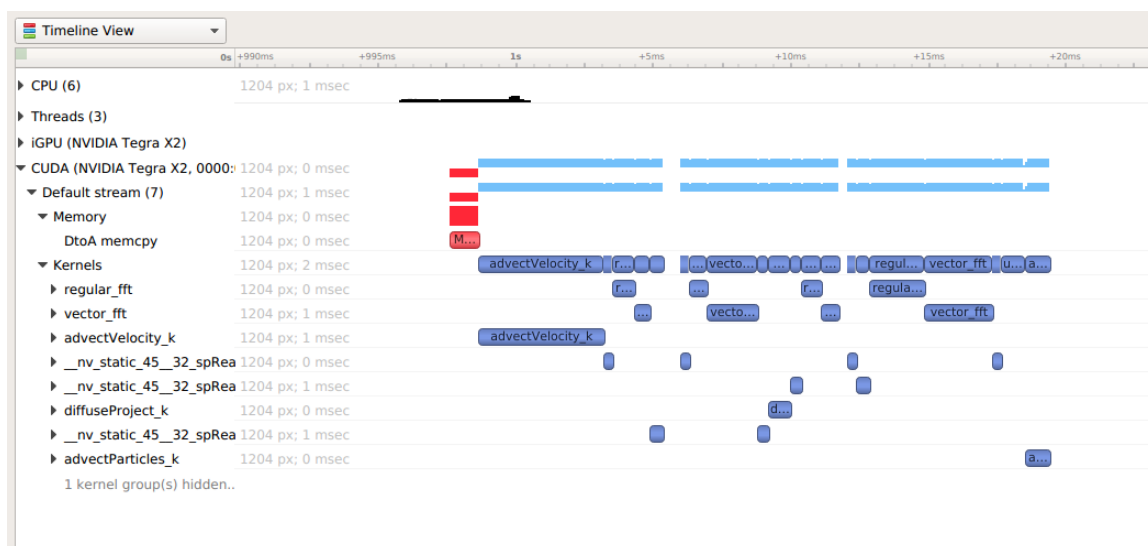 Timeline View
0s +990ms +995ms 1s +5ms +10ms +15ms +20ms
CPU (6) 1204 px; 1 msec
Threads (3)
iGPU (NVIDIA Tegra X2)
CUDA (NVIDIA Tegra X2, 0000: 1204 px; 0 msec
Default stream (7) 1204 px; 1 msec
Memory 1204 px; 0 msec
DtoA memcpy 1204 px; 0 msec M...
Kernels 1204 px; 2 msec advectVelocity_k r... ... vecto... ... ... ... regul... vector_fft u... a...
regular_fft 1204 px; 0 msec r... ... r... regula...
vector_fft 1204 px; 1 msec ... vecto... ... vector_fft
advectVelocity_k 1204 px; 1 msec advectVelocity_k
__nv_static_45__32_spRea 1204 px; 0 msec
__nv_static_45__32_spRea 1204 px; 1 msec
diffuseProject_k 1204 px; 0 msec d...
__nv_static_45__32_spRea 1204 px; 1 msec
advectParticles_k 1204 px; 0 msec a...
1 kernel group(s) hidden..